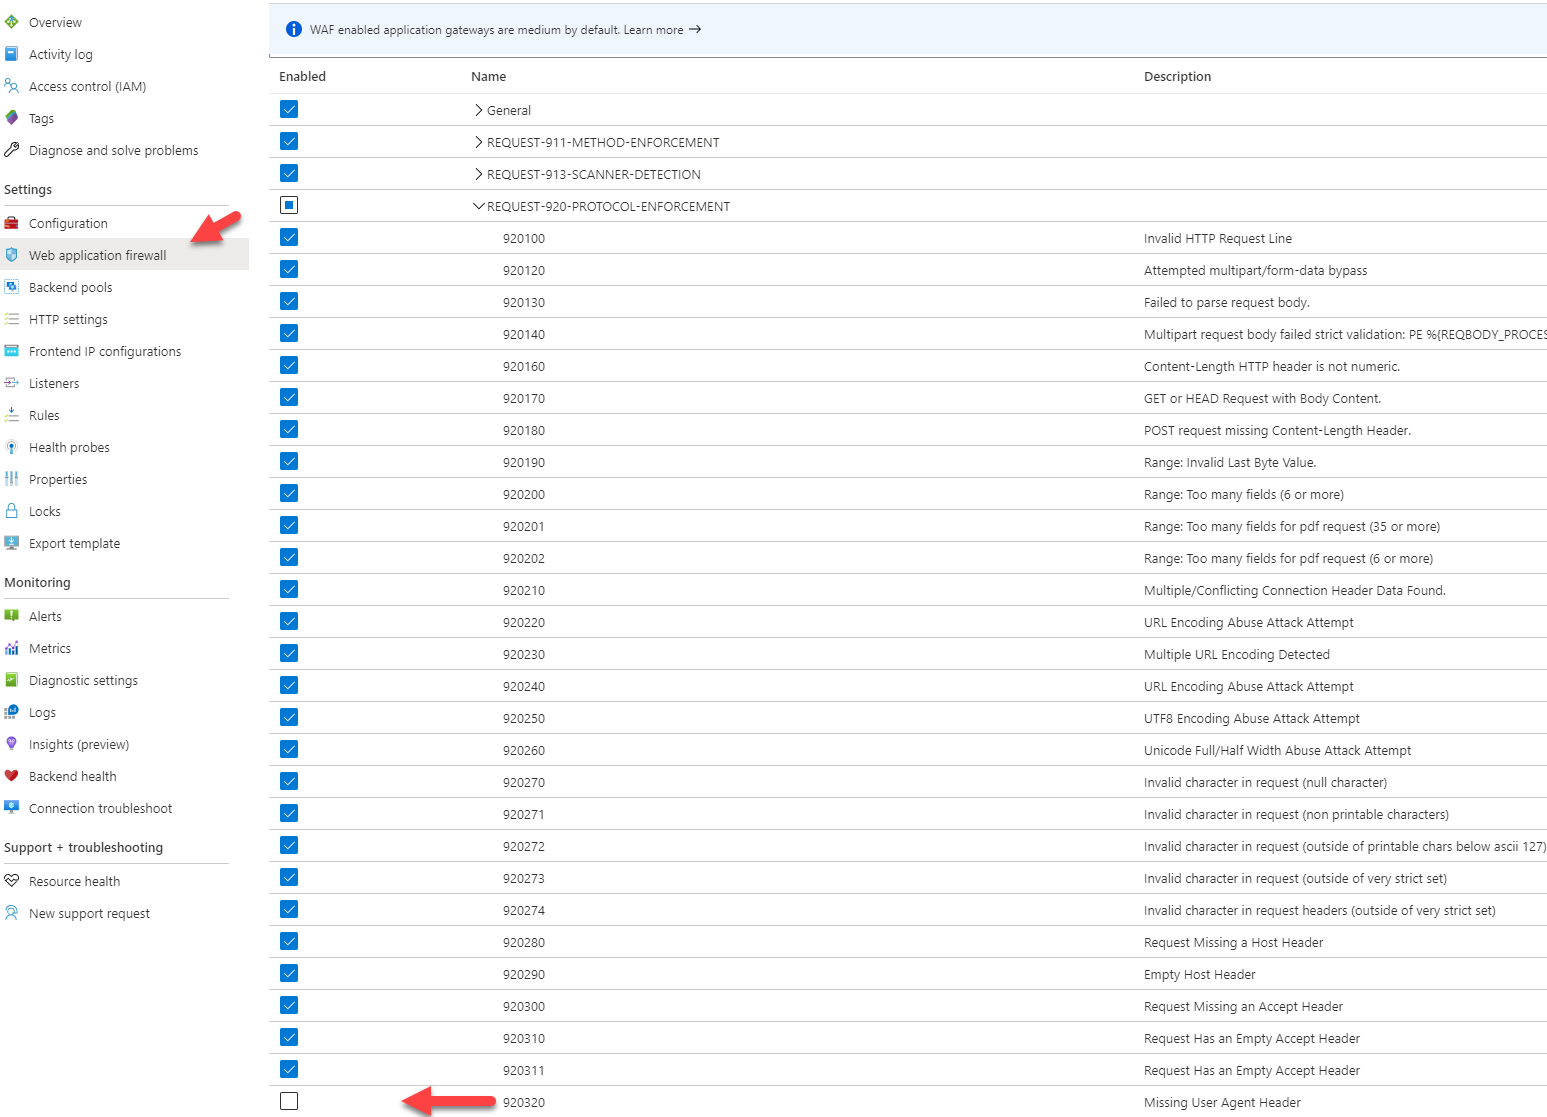 Overview
Activity log
Access control (IAM)
Tags
Diagnose and solve problems
Settings
Configuration
Web application firewall
Backend pools
HTTP settings
Frontend IP configurations
Listeners
Rules
Health probes
Properties
Locks
Export template
Monitoring
Alerts
Metrics
Diagnostic settings
Logs
Insights (preview)
Backend health
Connection troubleshoot
Support + troubleshooting
Resource health
New support request
WAF enabled application gateways are medium by default. Learn more →
Enabled Name Description
General
REQUEST-911-METHOD-ENFORCEMENT
REQUEST-913-SCANNER-DETECTION
REQUEST-920-PROTOCOL-ENFORCEMENT
920100 Invalid HTTP Request Line
920120 Attempted multipart/form-data bypass
920130 Failed to parse request body.
920140 Multipart request body failed strict validation: PE %{REQBODY_PROCES
920160 Content-Length HTTP header is not numeric.
920170 GET or HEAD Request with Body Content.
920180 POST request missing Content-Length Header.
920190 Range: Invalid Last Byte Value.
920200 Range: Too many fields (6 or more)
920201 Range: Too many fields for pdf request (35 or more)
920202 Range: Too many fields for pdf request (6 or more)
920210 Multiple/Conflicting Connection Header Data Found.
920220 URL Encoding Abuse Attack Attempt
920230 Multiple URL Encoding Detected
920240 URL Encoding Abuse Attack Attempt
920250 UTF8 Encoding Abuse Attack Attempt
920260 Unicode Full/Half Width Abuse Attack Attempt
920270 Invalid character in request (null character)
920271 Invalid character in request (non printable characters)
920272 Invalid character in request (outside of printable chars below ascii 127)
920273 Invalid character in request (outside of very strict set)
920274 Invalid character in request headers (outside of very strict set)
920280 Request Missing a Host Header
920290 Empty Host Header
920300 Request Missing an Accept Header
920310 Request Has an Empty Accept Header
920311 Request Has an Empty Accept Header
920320 Missing User Agent Header